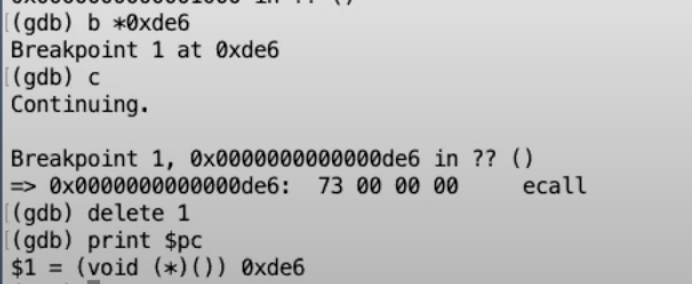 (gdb) b *0xde6
Breakpoint 1 at 0xde6
(gdb) c
Continuing.
Breakpoint 1, 0x0000000000000de6 in ?? ()
=> 0x0000000000000de6:  73 00 00 00     ecall
(gdb) delete 1
(gdb) print $pc
$1 = (void (*)()) 0xde6